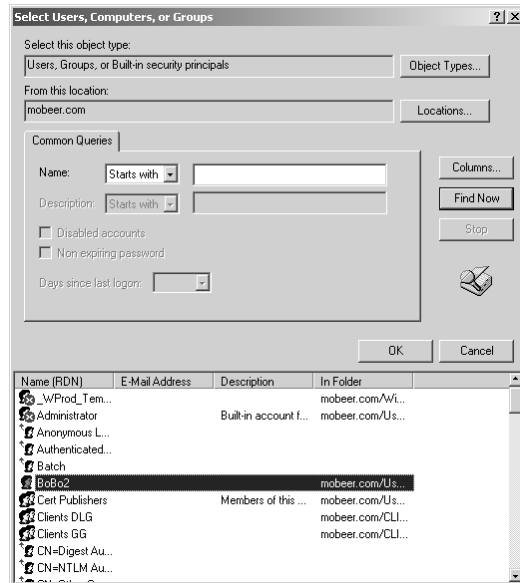 Select Users, Computers, or Groups
Select this object type:
Users, Groups, or Built-in security principals
Object Types...
From this location:
mobeer.com
Locations...
Common Queries
Name: Starts with
Description: Starts with
Disabled accounts
Non expiring password
Days since last logon:
Columns...
Find Now
Stop
OK Cancel
Name (RDN) E-Mail Address Description In Folder
_WProd_Tem... mobeer.com/Wi...
Administrator Built-in account f... mobeer.com/Us...
Anonymous L...
Authenticated...
Batch
BoBo2 mobeer.com/Us...
Cert Publishers Members of this ... mobeer.com/Us...
Clients DLG mobeer.com/CLI...
Clients GG mobeer.com/CLI...
CN=Digest Au...
CN=NTLM Au...